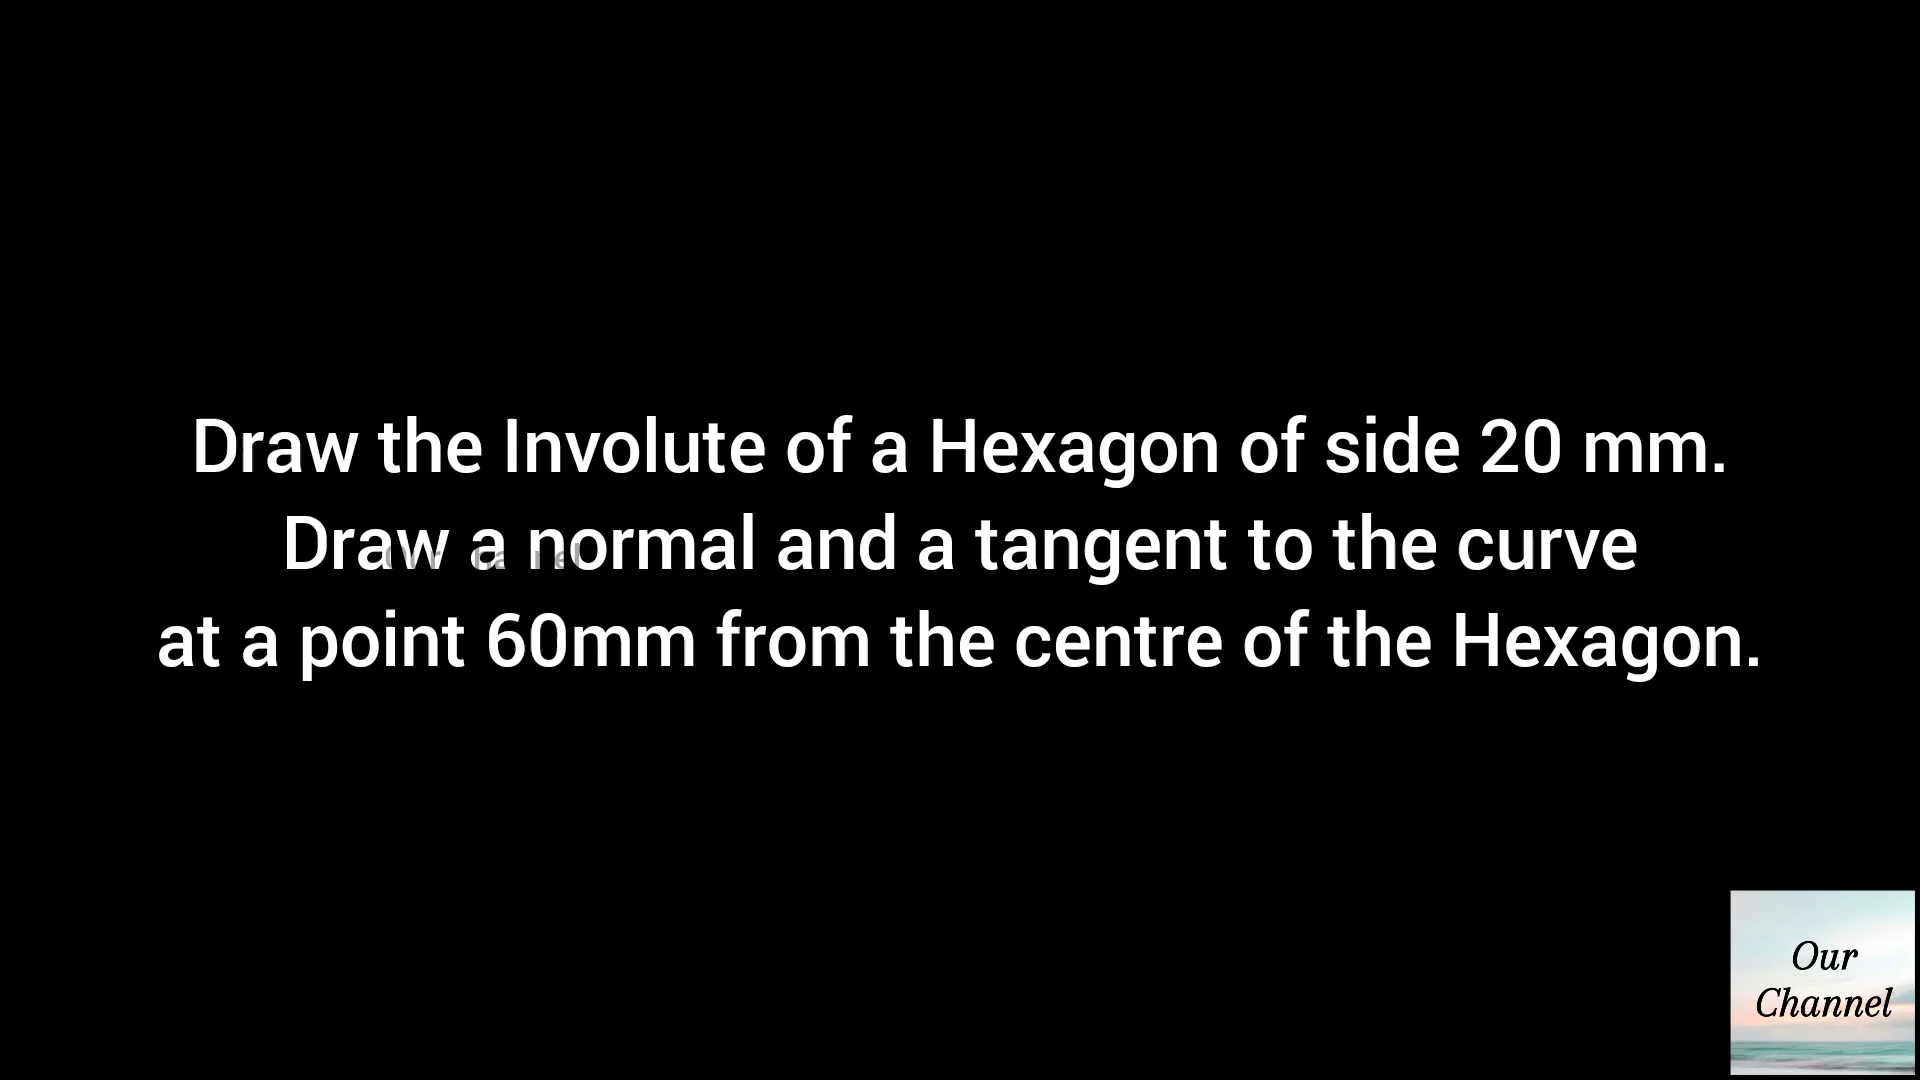 Draw the Involute of a Hexagon of side 20 mm.
Draw a normal and a tangent to the curve
at a point 60mm from the centre of the Hexagon.
Our
Channel